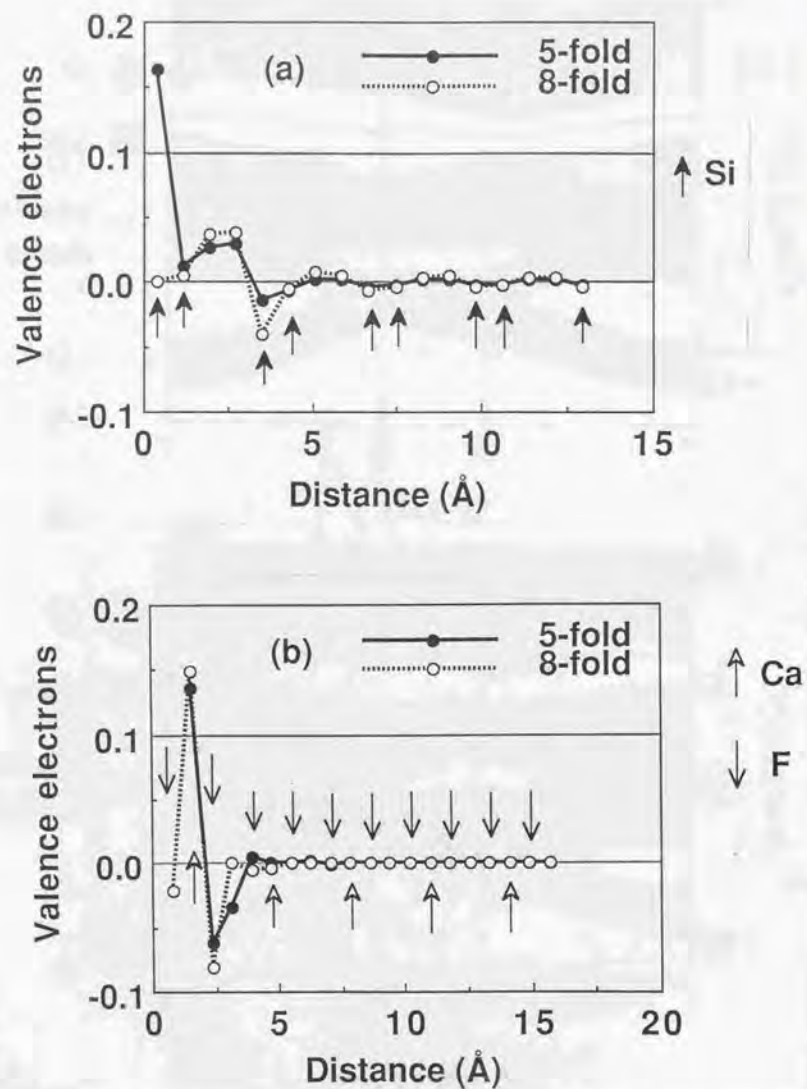 0.2
(a)
5-fold
8-fold
0.1
Si
0.0
-0.1
Valence electrons
0
5
10
15
Distance (Å)
0.2
(b)
5-fold
8-fold
Ca
0.1
F
0.0
-0.1
Valence electrons
0
5
10
15
20
Distance (Å)